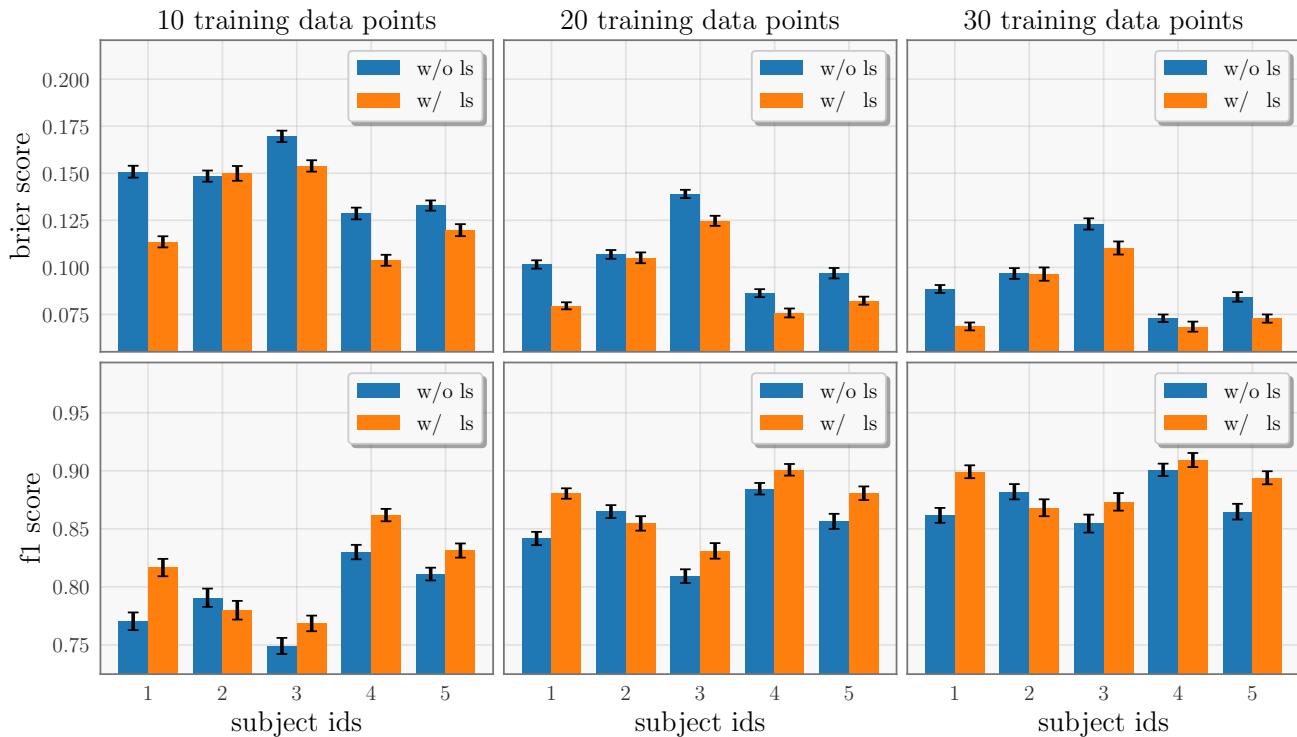 10 training data points
20 training data points
30 training data points
brier score
0.200
0.175
0.150
0.125
0.100
0.075
w/o ls
w/ ls
w/o ls
w/ ls
w/o ls
w/ ls
f1 score
0.95
0.90
0.85
0.80
0.75
w/o ls
w/ ls
w/o ls
w/ ls
w/o ls
w/ ls
1 2 3 4 5
1 2 3 4 5
1 2 3 4 5
subject ids
subject ids
subject ids